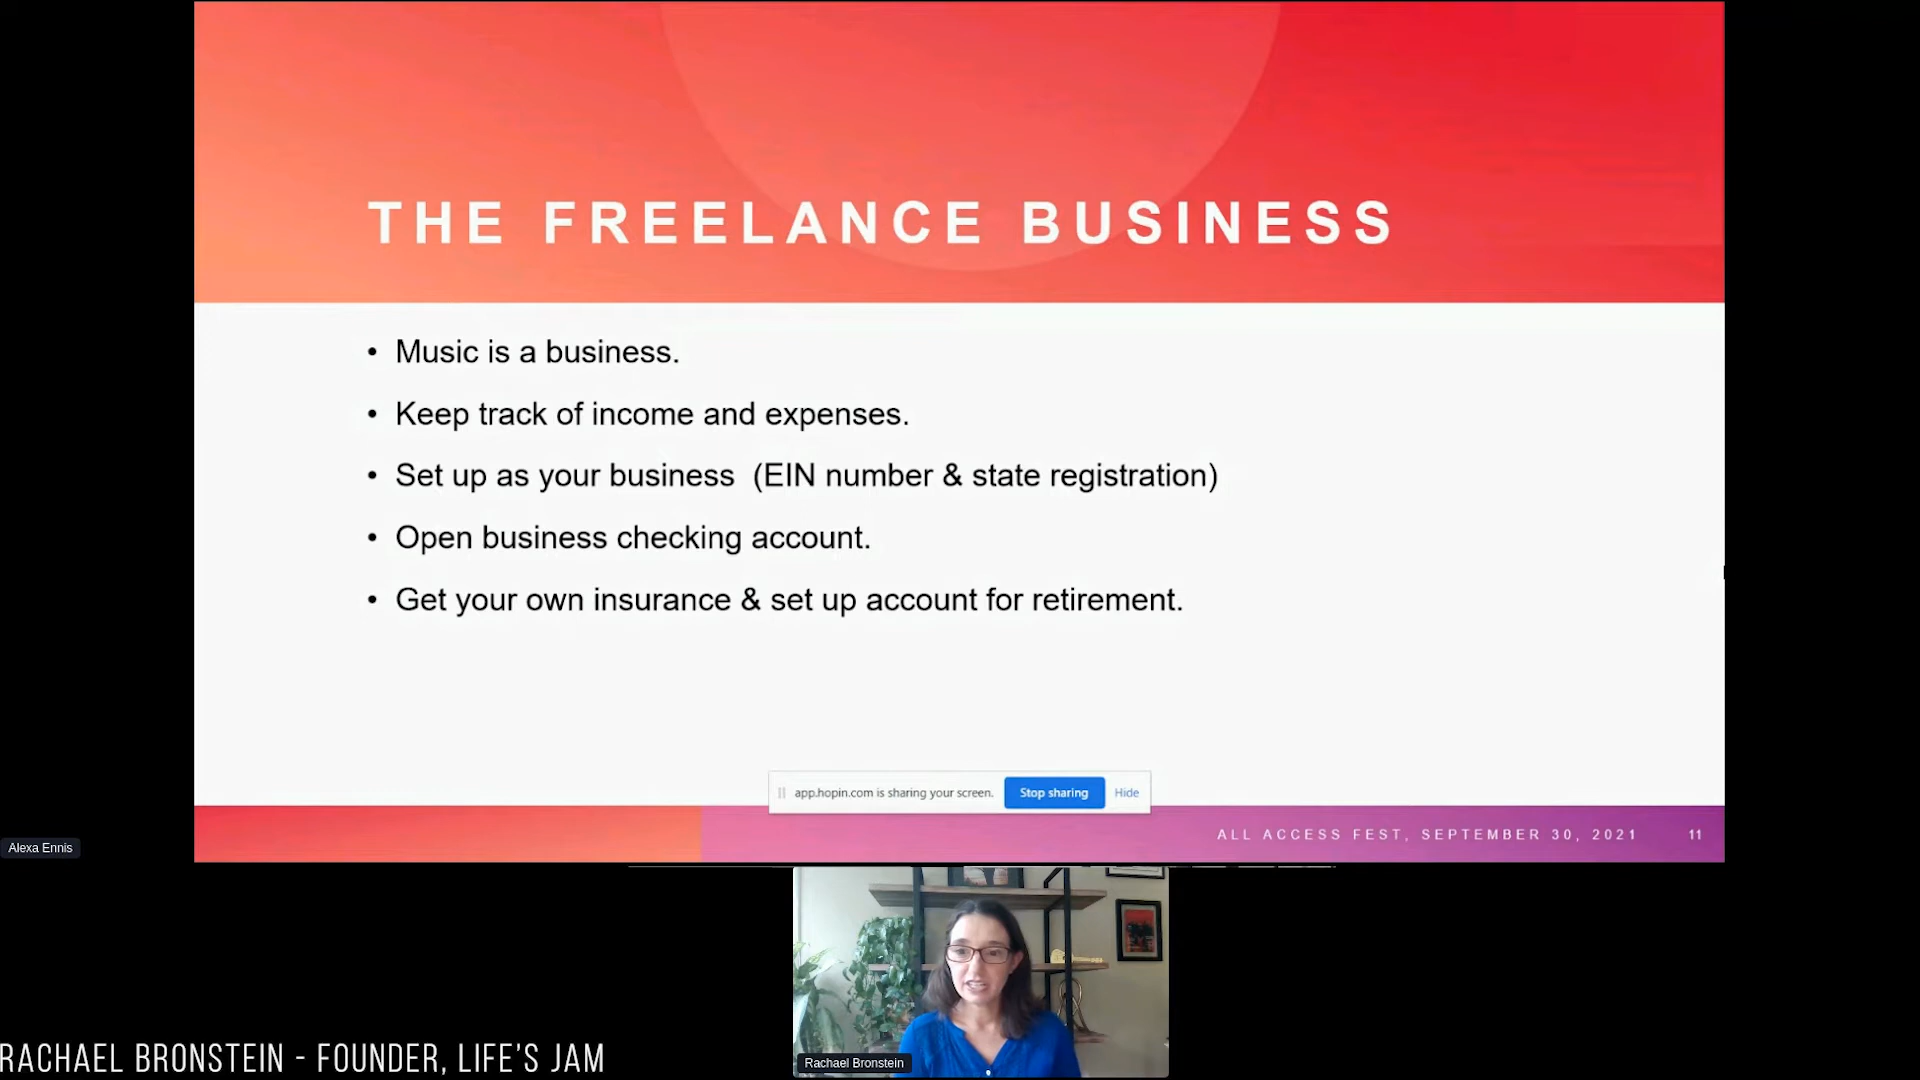 THE FREELANCE BUSINESS
• Music is a business.
• Keep track of income and expenses.
• Set up as your business (EIN number & state registration)
• Open business checking account.
• Get your own insurance & set up account for retirement.
app.hopin.com is sharing your screen. Stop sharing Hide
ALL ACCESS FEST, SEPTEMBER 30, 2021 11
Alexa Ennis
Rachael Bronstein
RACHAEL BRONSTEIN - FOUNDER, LIFE'S JAM